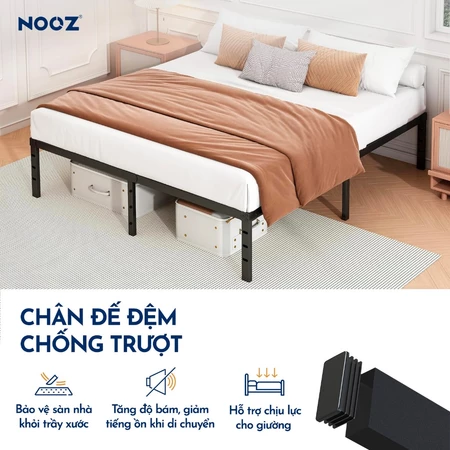 NOOZ
CHÂN ĐẾ ĐỆM
CHỐNG TRƯỢT
Bảo vệ sàn nhà
khỏi trầy xước
Tăng độ bám, giảm
tiếng ồn khi di chuyển
Hỗ trợ chịu lực
cho giường